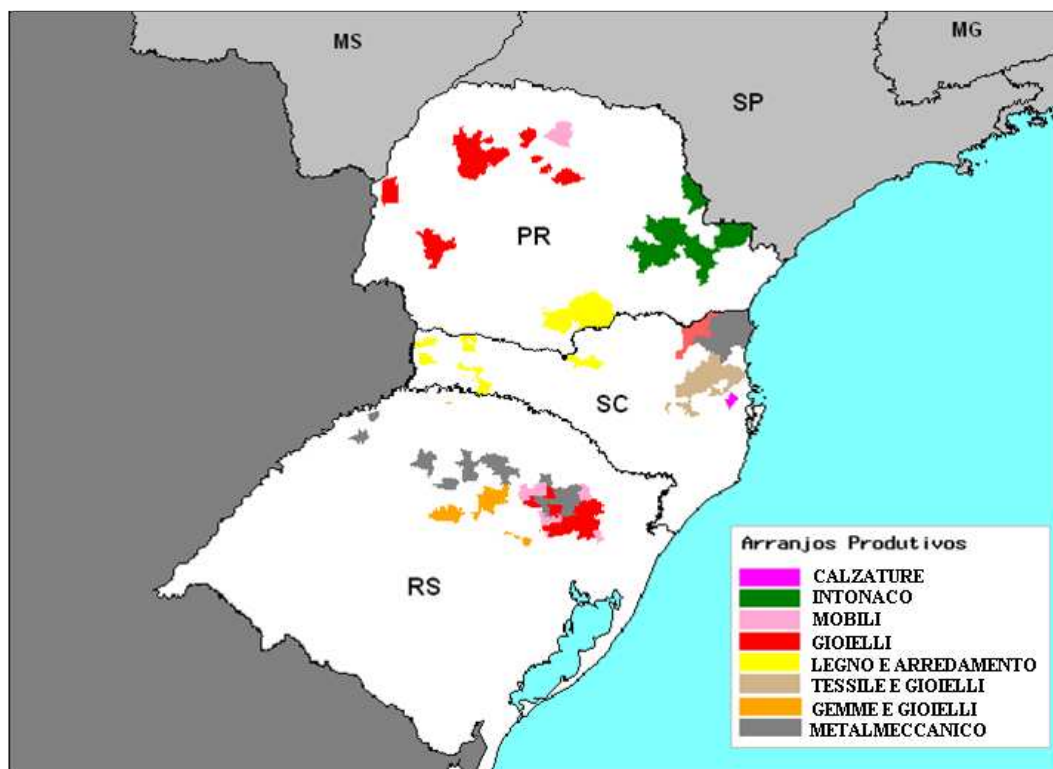 MS
MG
SP
PR
SC
RS
Arranjos Produtivos
CALZATURE
INTONACO
MOBILI
GIOIELLI
LEGNO E ARREDAMENTO
TESSILE E GIOIELLI
GEMME E GIOIELLI
METALMECCANICO